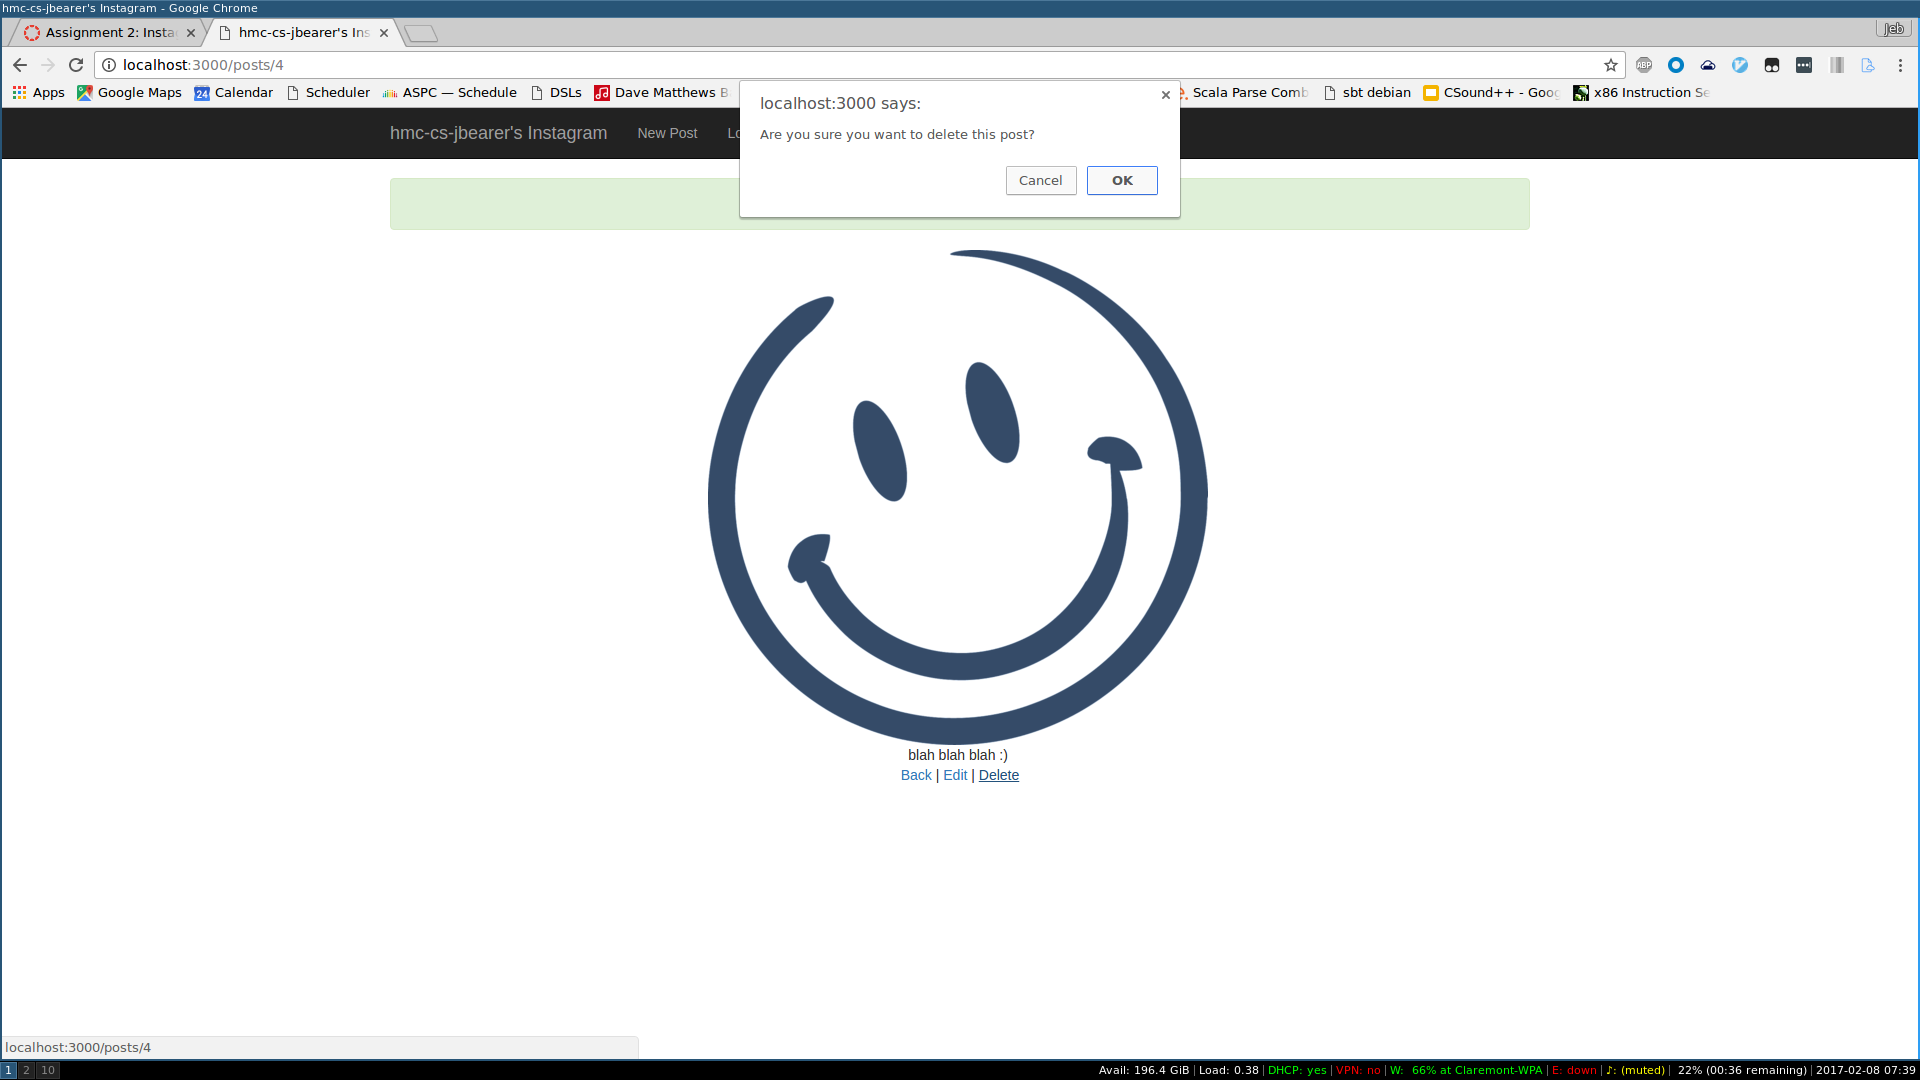 hmc-cs-jbearer's Instagram - Google Chrome
Assignment 2: Insta
hmc-cs-jbearer's Ins
Jeb
localhost:3000/posts/4
ABP
Apps
Google Maps
24
Calendar
Scheduler
ASPC — Schedule
DSLs
Dave Matthews B
Scala Parse Comb
sbt debian
CSound++ - Goog
x86 Instruction Se
hmc-cs-jbearer's Instagram
New Post
Lo
localhost:3000 says:
Are you sure you want to delete this post?
Cancel
OK
blah blah blah :)
Back | Edit | Delete
localhost:3000/posts/4
1 2 10
Avail: 196.4 GiB | Load: 0.38 | DHCP: yes | VPN: no | W: 66% at Claremont-WPA | E: down | ♪: (muted) | 22% (00:36 remaining) | 2017-02-08 07:39